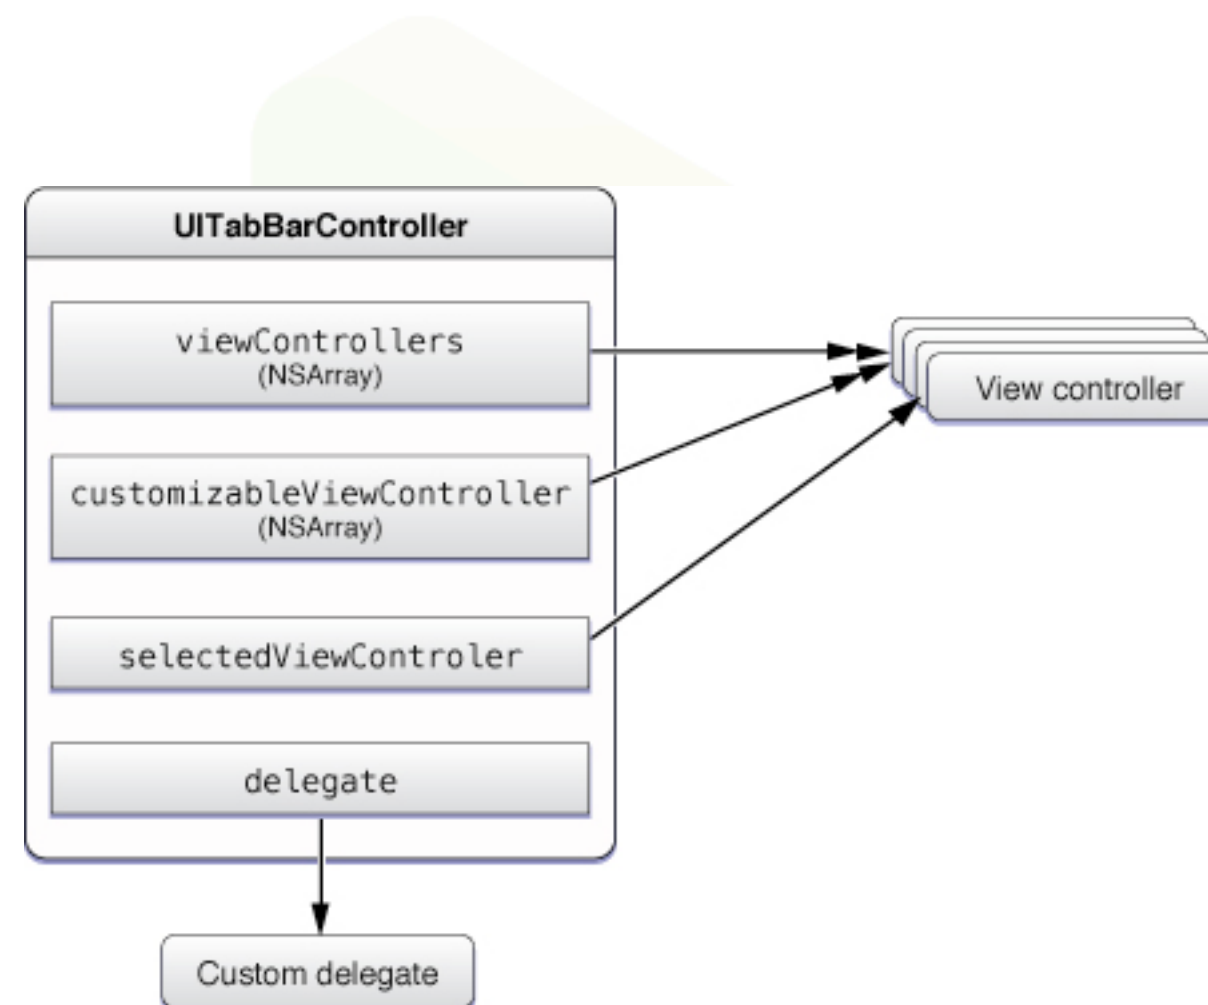 UITabBarController
viewControllers
(NSArray)
customizableViewController
(NSArray)
selectedViewControler
delegate
View controller
Custom delegate